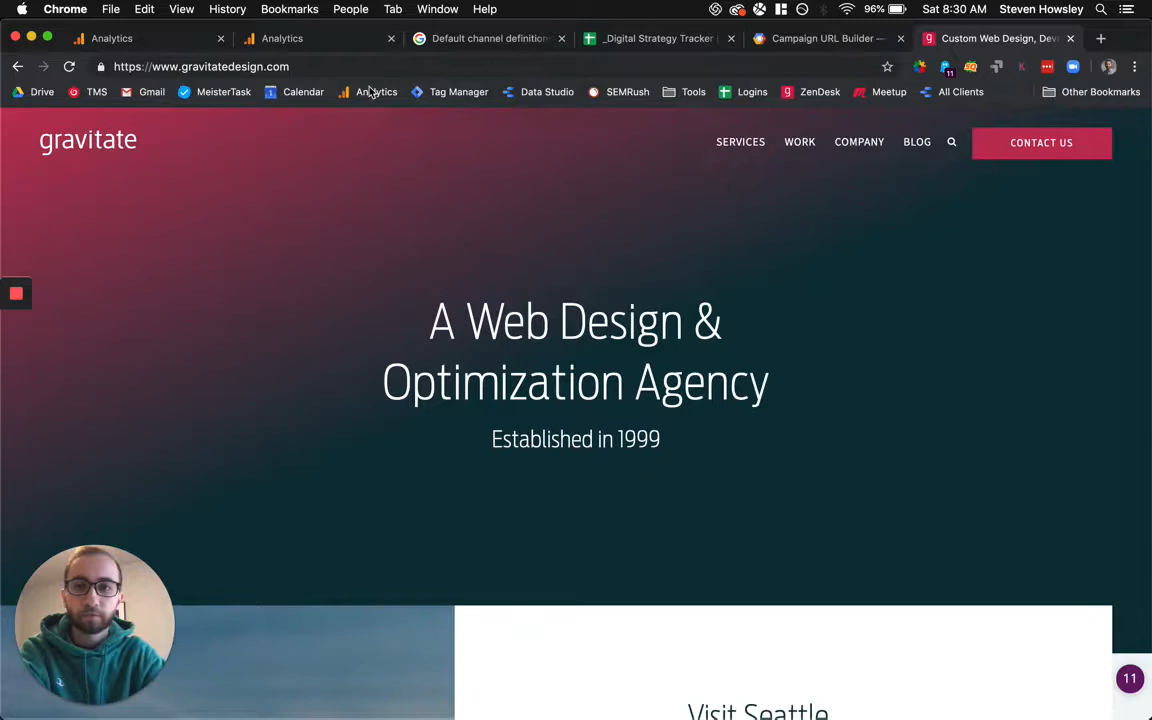 Chrome File Edit View History Bookmarks People Tab Window Help 96% Sat 8:30 AM Steven Howsley
Analytics Analytics Default channel definition _Digital Strategy Tracker Campaign URL Builder — Custom Web Design, Dev
https://www.gravitatedesign.com 11
Drive TMS Gmail MeisterTask Calendar Analytics Tag Manager Data Studio SEMRush Tools Logins ZenDesk Meetup All Clients Other Bookmarks
gravitate SERVICES WORK COMPANY BLOG CONTACT US
A Web Design &
Optimization Agency
Established in 1999
11
Visit Seattle